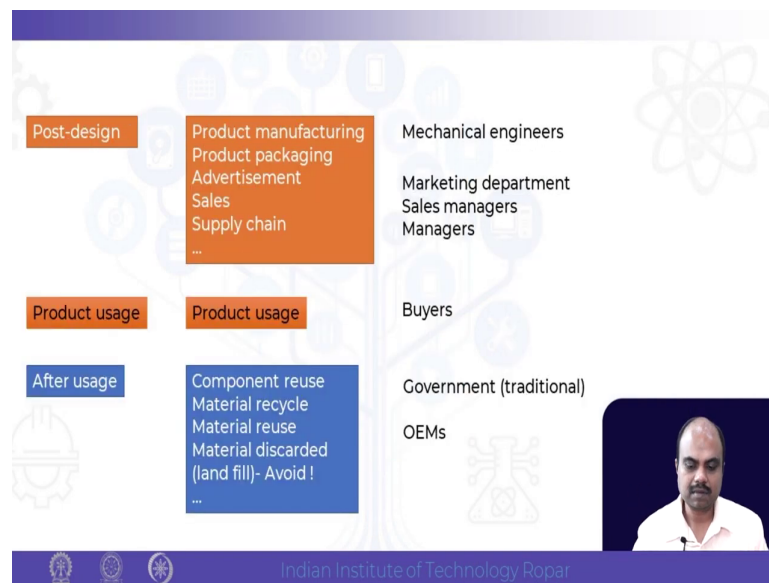 Post-design
Product manufacturing
Product packaging
Advertisement
Sales
Supply chain
...
Mechanical engineers
Marketing department
Sales managers
Managers
Product usage
Product usage
Buyers
After usage
Component reuse
Material recycle
Material reuse
Material discarded
(land fill)- Avoid !
...
Government (traditional)
OEMs
Indian Institute of Technology Ropar